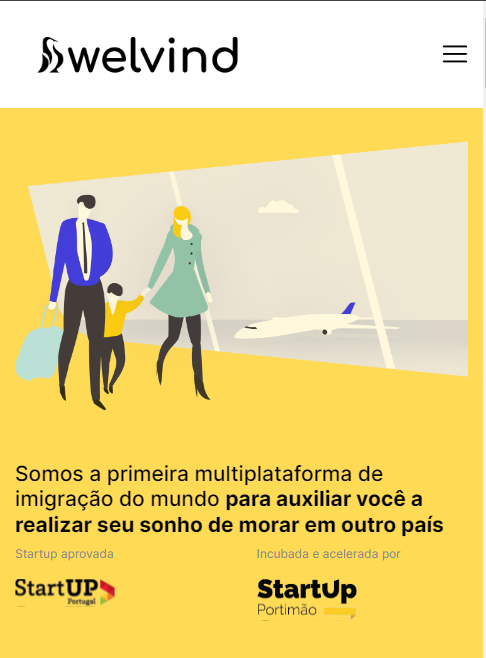 welvind
Somos a primeira multiplataforma de
imigração do mundo para auxiliar você a
realizar seu sonho de morar em outro país
Startup aprovada
Incubada e acelerada por
StartUP
Portugal
StartUp
Portimão